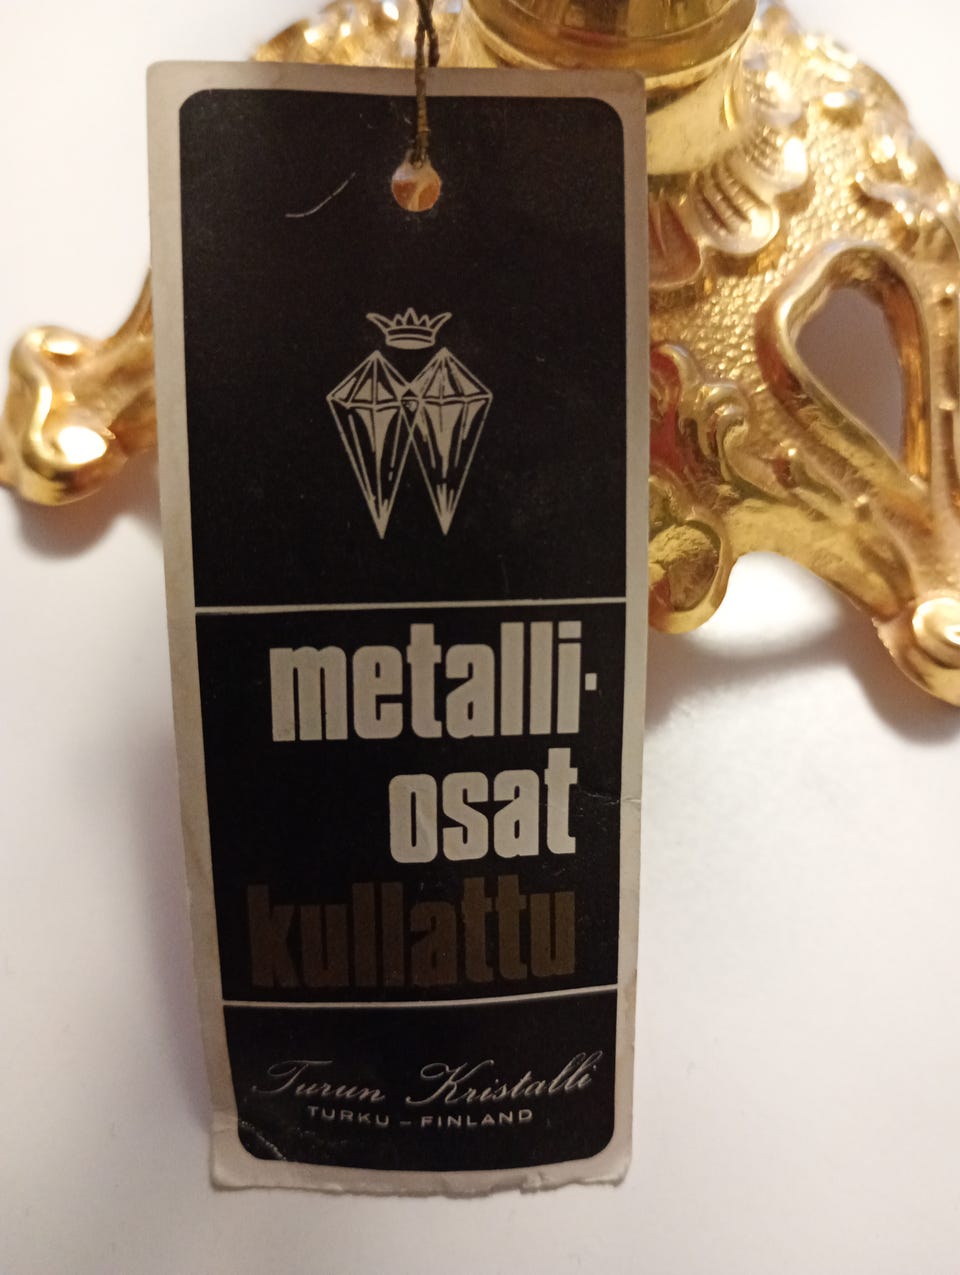 metalli-
osat
kullattu
Turun Kristalli
TURKU - FINLAND